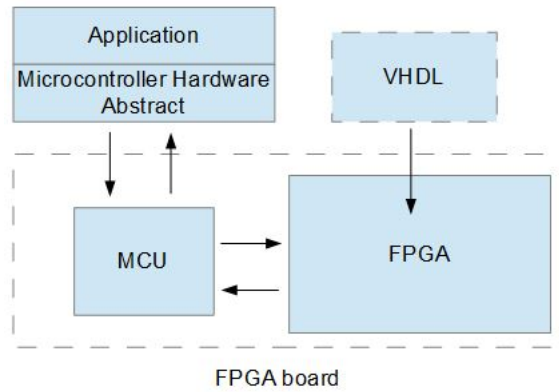 Application
Microcontroller Hardware
Abstract
VHDL
MCU
FPGA
FPGA board